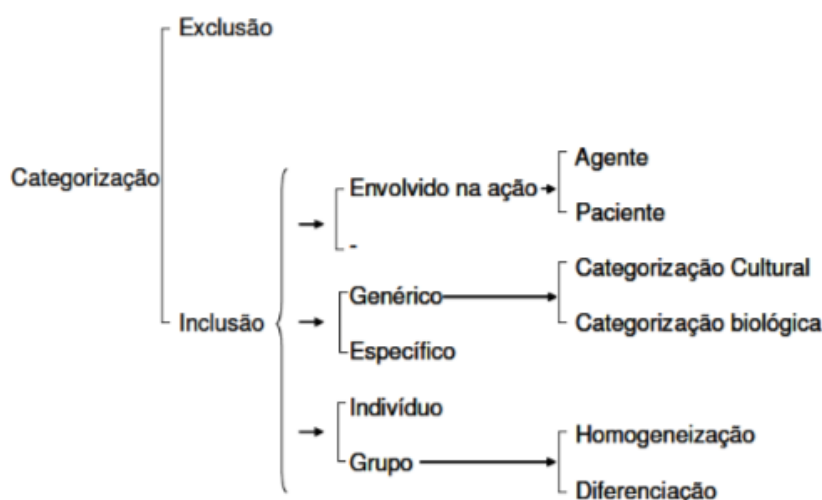 Exclusão
Agente
Categorização
Envolvido na ação
Paciente
-
Categorização Cultural
Genérico
Inclusão
Categorização biológica
Específico
Indivíduo
Homogeneização
Grupo
Diferenciação